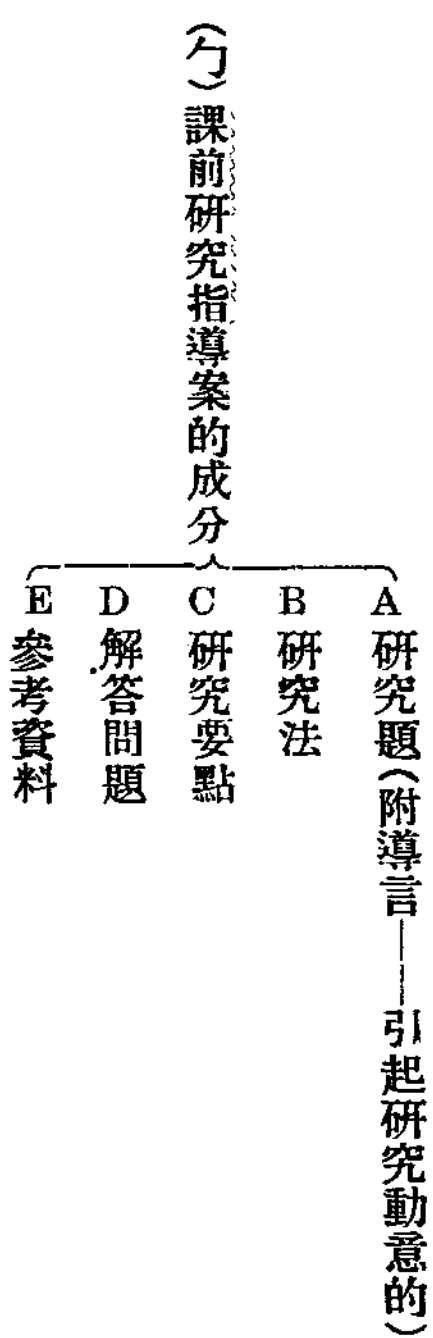 (ㄅ)課前研究指導案的成分
A 研究題(附導言——引起研究動意的)
B 研究法
C 研究要點
D 解答問題
E 參考資料